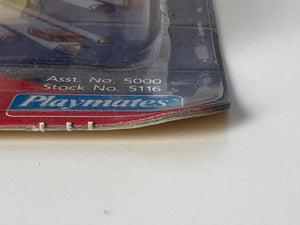 Asst. No. 5000
Stock No. 5116
Playmates